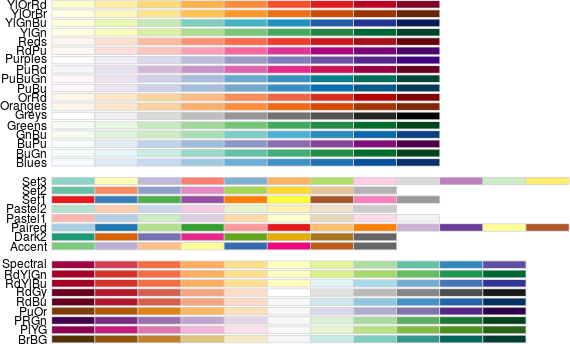 YlOrRd
YlOrBr
YlGnBu
YlGn
Reds
RdPu
Purples
PuRd
PuBuGn
PuBu
OrRd
Oranges
Greys
Greens
GnBu
BuPu
BuGn
Blues
Set3
Set2
Set1
Pastel2
Pastel1
Paired
Dark2
Accent
Spectral
RdYlGn
RdYlBu
RdGy
RdBu
PuOr
PRGn
PiYG
BrBG